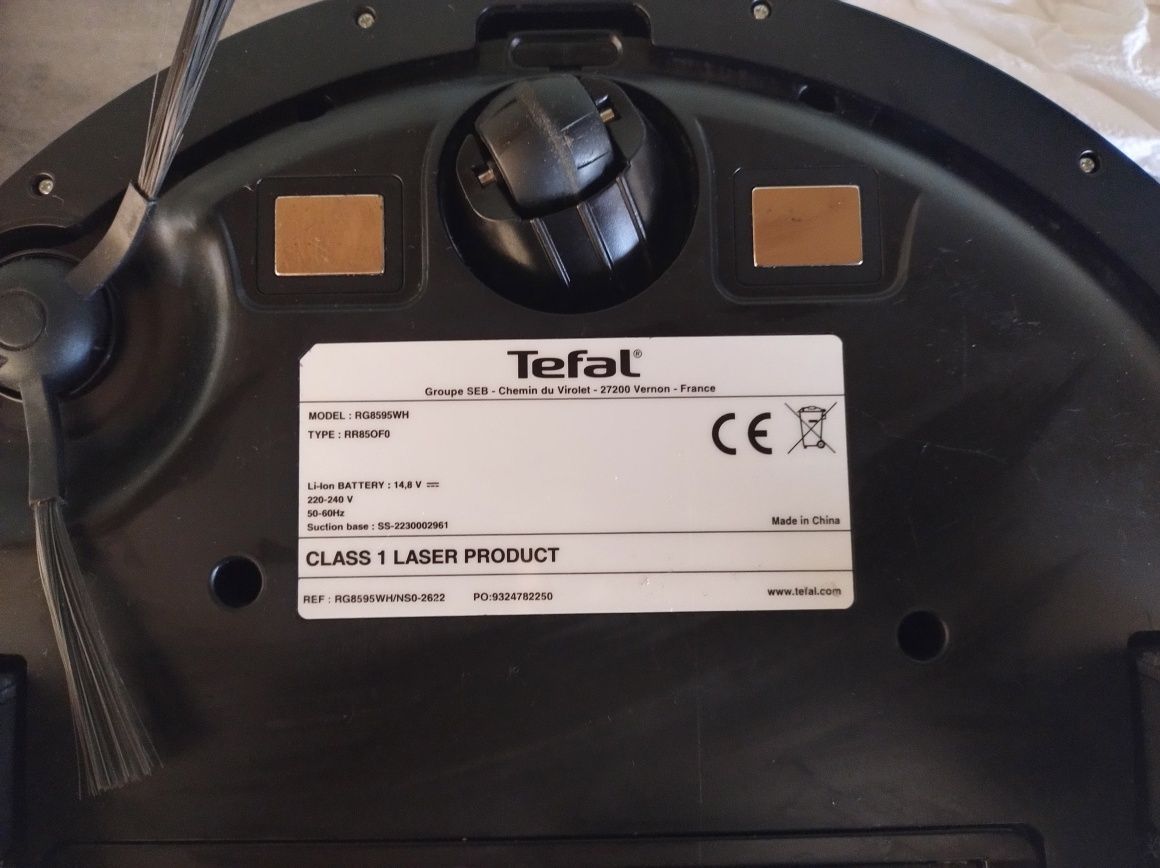 Tefal®
Groupe SEB - Chemin du Virolet - 27200 Vernon - France
MODEL : RG8595WH
TYPE : RR85OF0
CE
Li-Ion BATTERY : 14,8 V ⎓
220-240 V
50-60Hz
Suction base : SS-2230002961
Made in China
CLASS 1 LASER PRODUCT
REF : RG8595WH/NS0-2622 PO:9324782250
www.tefal.com